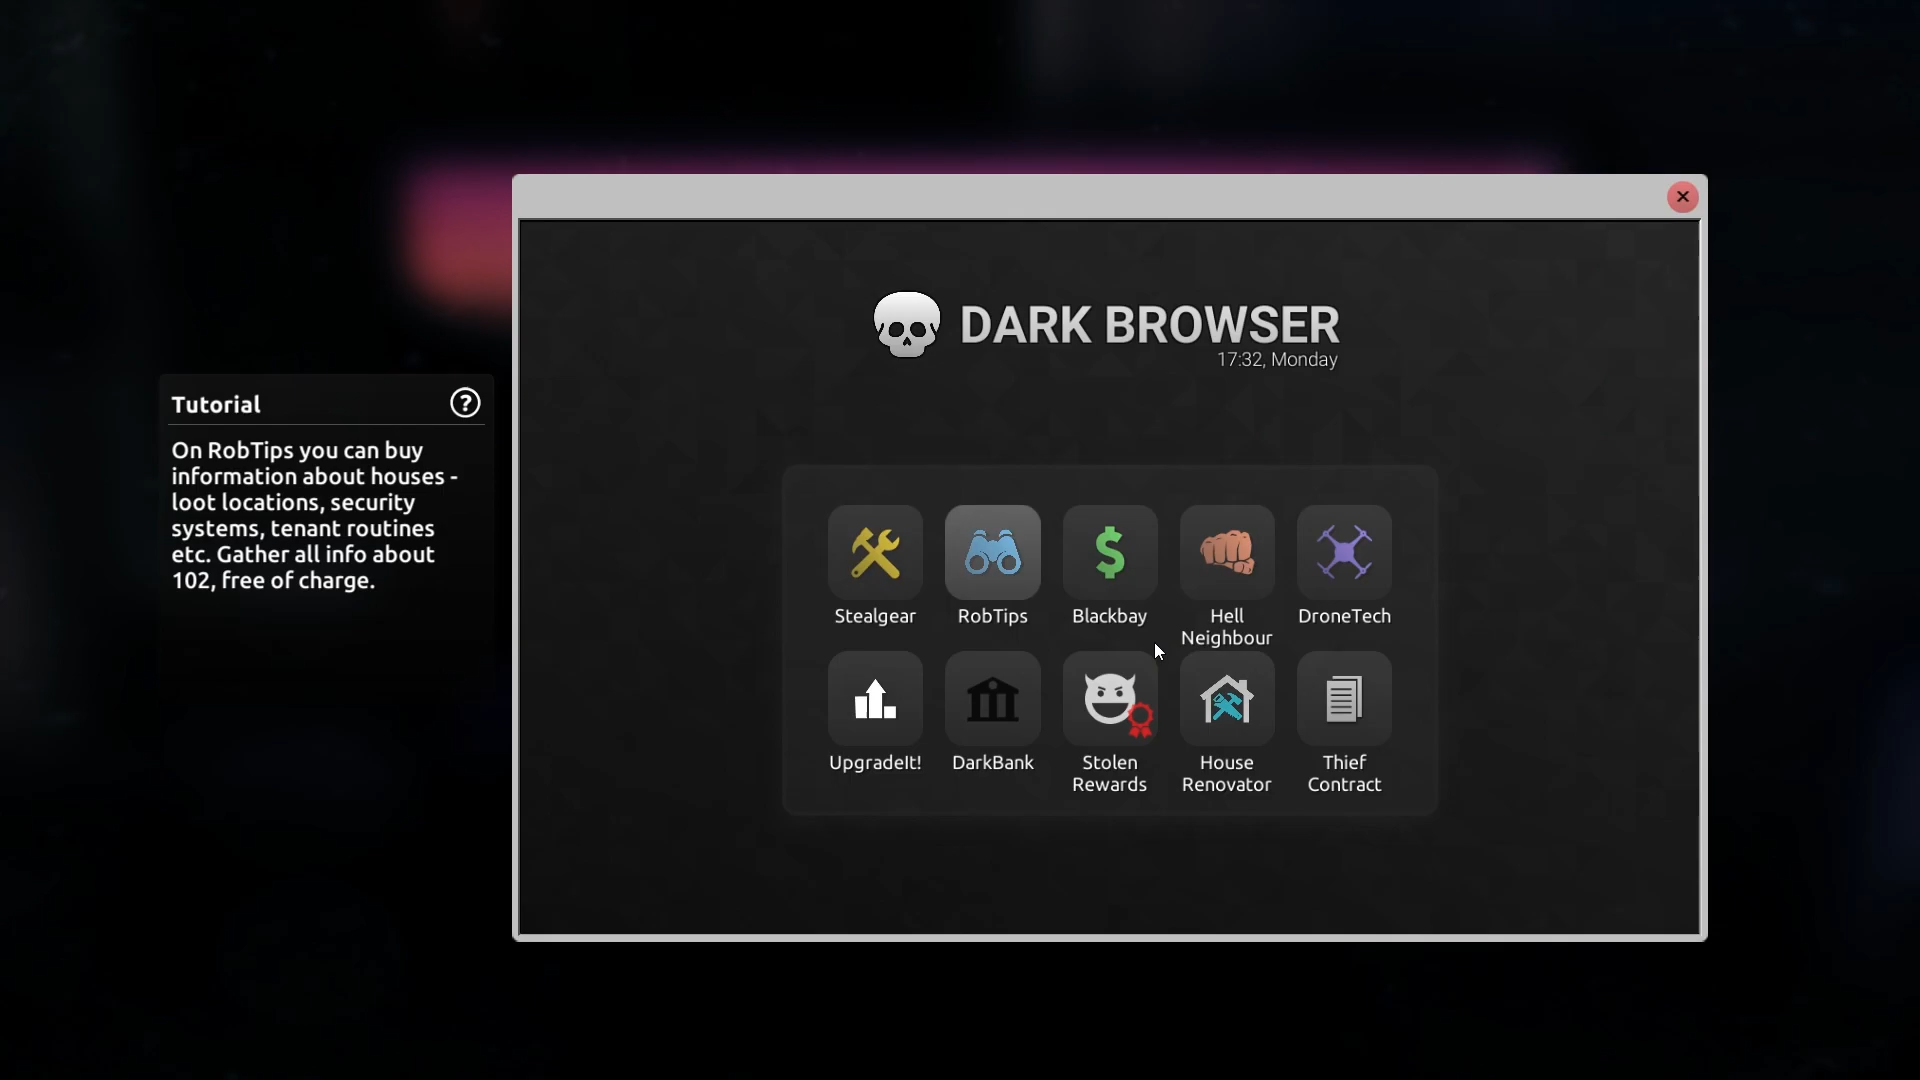 DARK BROWSER
17:32, Monday
Tutorial
On RobTips you can buy
information about houses -
loot locations, security
systems, tenant routines
etc. Gather all info about
102, free of charge.
Stealgear
RobTips
Blackbay
Hell
Neighbour
DroneTech
UpgradeIt!
DarkBank
Stolen
Rewards
House
Renovator
Thief
Contract